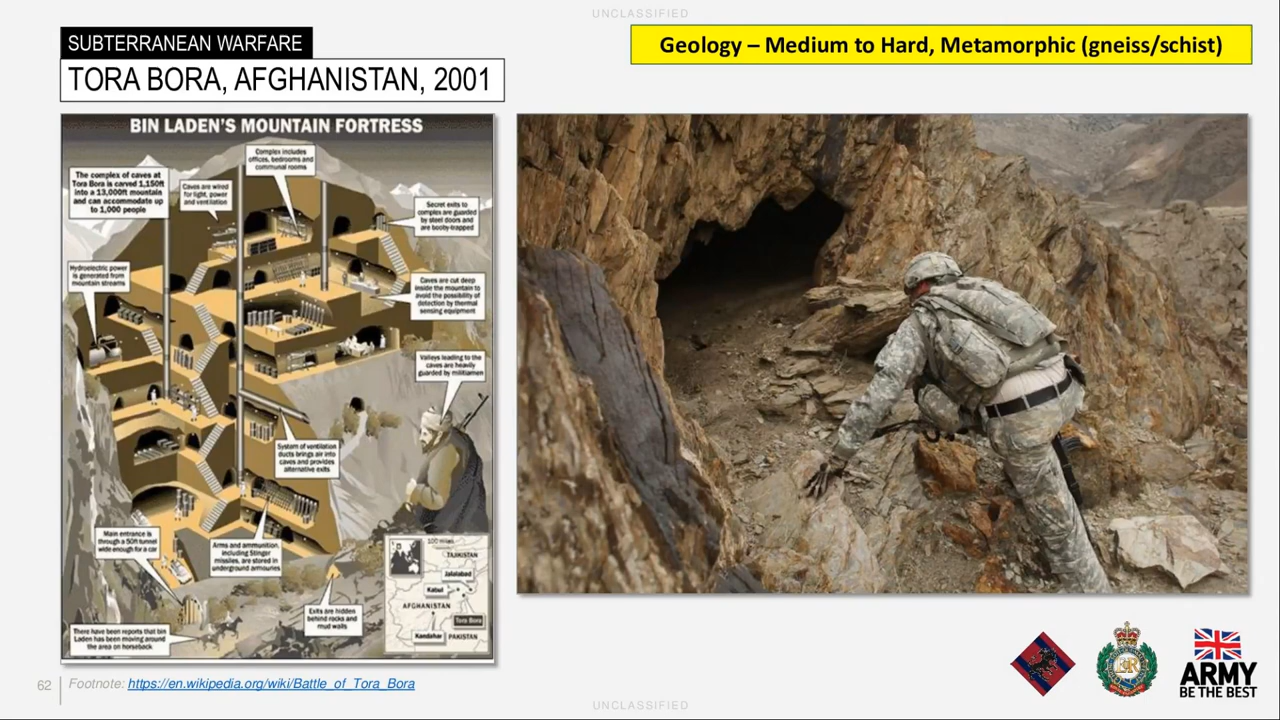 UNCLASSIFIED
SUBTERRANEAN WARFARE
TORA BORA, AFGHANISTAN, 2001
Geology – Medium to Hard, Metamorphic (gneiss/schist)
BIN LADEN'S MOUNTAIN FORTRESS
Complex includes
offices, bedrooms and
communal rooms
The complex of caves at
Tora Bora is carved 1,150ft
into a 13,000ft mountain
and can accommodate up
to 1,000 people
Caves are wired
for light, power
and ventilation
Secret exits to
complex are guarded
by steel doors and
are booby-trapped
Hydroelectric power
is generated from
mountain streams
Caves are cut deep
inside the mountain to
avoid the possibility of
detection by thermal
sensing equipment
Valleys leading to the
caves are heavily
guarded by militiamen
System of ventilation
ducts brings air into
caves and provides
alternative exits
Main entrance is
through a 50ft tunnel
wide enough for a car
Arms and ammunition,
including Stinger
missiles, are stored in
underground armouries
Exits are hidden
behind rocks and
mud walls
There have been reports that bin
Laden has been moving around
the area on horseback
100 miles
TAJIKISTAN
Jalalabad
Kabul
AFGHANISTAN
Tora Bora
Kandahar
PAKISTAN
62
Footnote: https://en.wikipedia.org/wiki/Battle_of_Tora_Bora
ARMY
BE THE BEST
UNCLASSIFIED